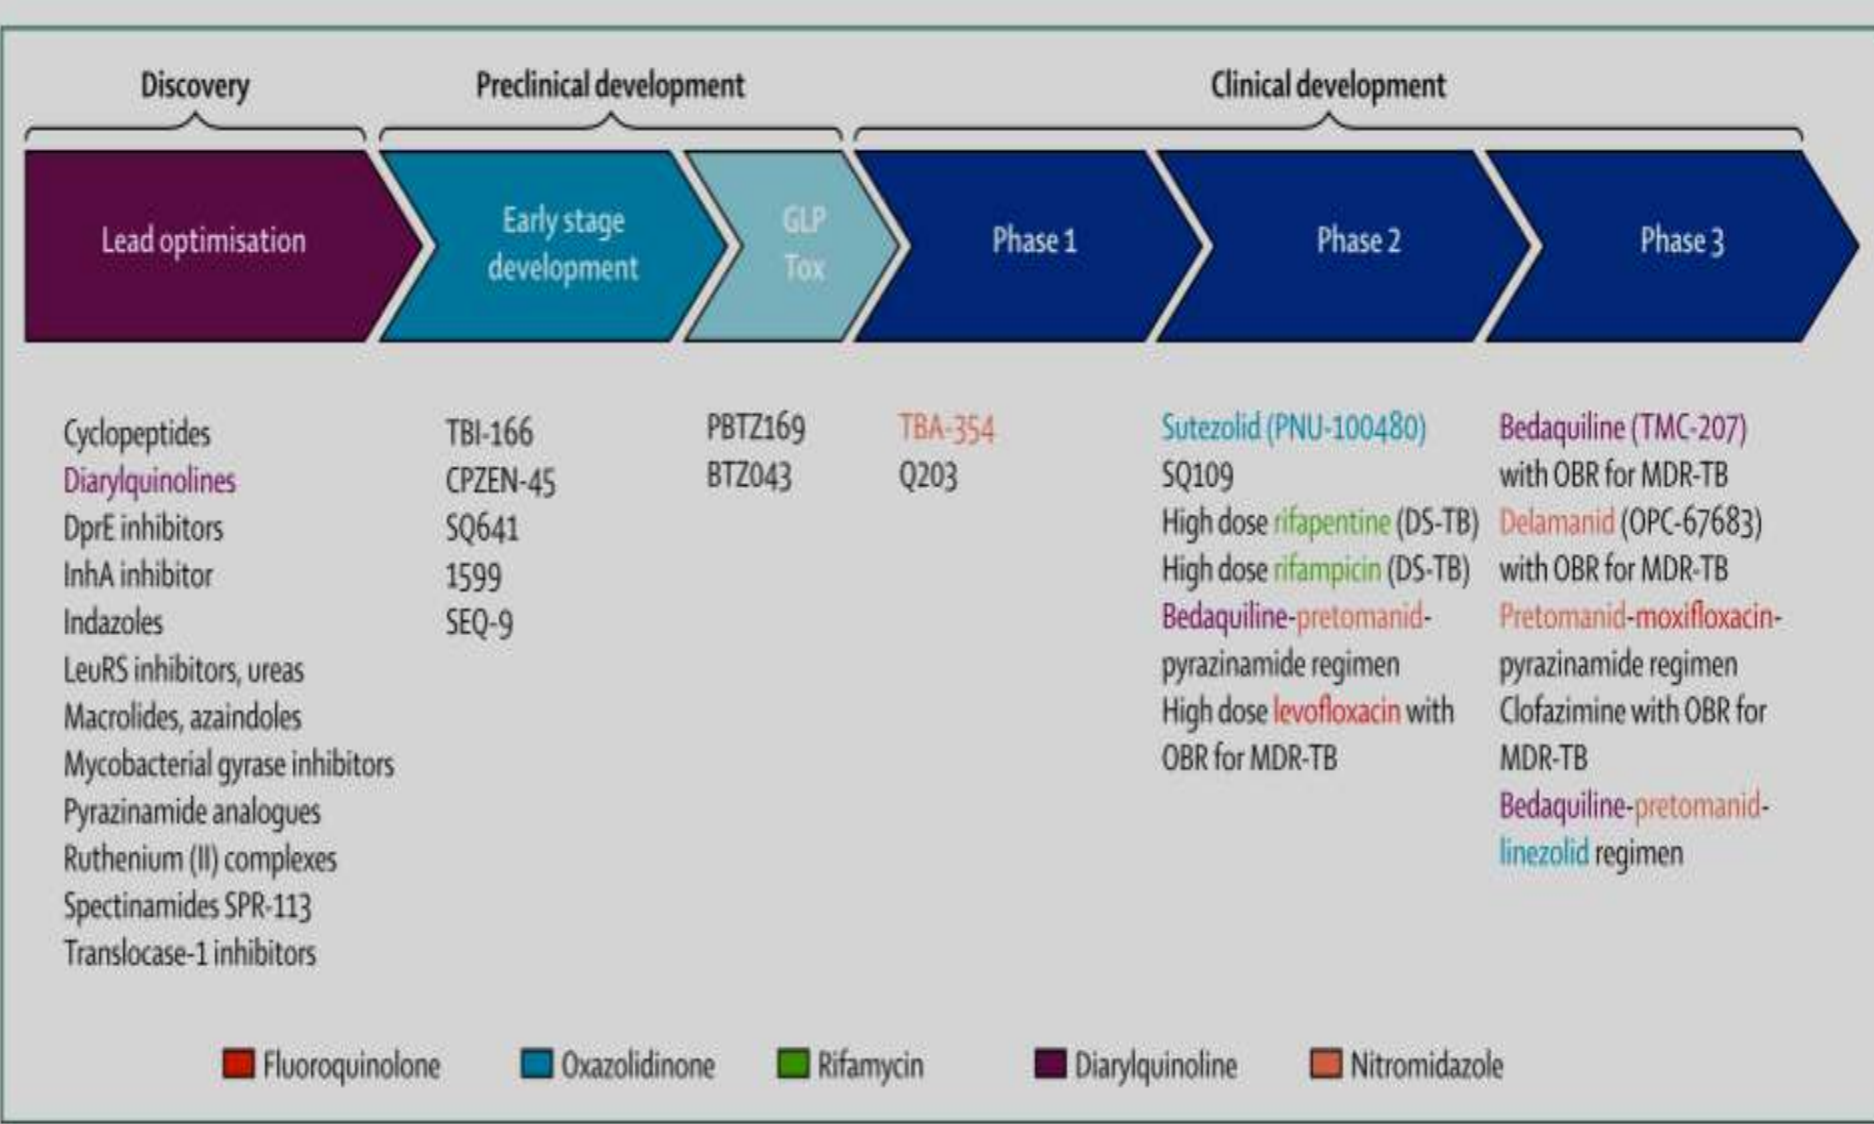 Discovery
Preclinical development
Clinical development
Lead optimisation
Early stage
development
GLP
Tox
Phase 1
Phase 2
Phase 3
Cyclopeptides
Diarylquinolines
DprE inhibitors
InhA inhibitor
Indazoles
LeuRS inhibitors, ureas
Macrolides, azaindoles
Mycobacterial gyrase inhibitors
Pyrazinamide analogues
Ruthenium (II) complexes
Spectinamides SPR-113
Translocase-1 inhibitors
TBI-166
CPZEN-45
SQ641
1599
SEQ-9
PBTZ169
BTZ043
TBA-354
Q203
Sutezolid (PNU-100480)
SQ109
High dose rifapentine (DS-TB)
High dose rifampicin (DS-TB)
Bedaquiline-pretomanid-
pyrazinamide regimen
High dose levofloxacin with
OBR for MDR-TB
Bedaquiline (TMC-207)
with OBR for MDR-TB
Delamanid (OPC-67683)
with OBR for MDR-TB
Pretomanid-moxifloxacin-
pyrazinamide regimen
Clofazimine with OBR for
MDR-TB
Bedaquiline-pretomanid-
linezolid regimen
Fluoroquinolone
Oxazolidinone
Rifamycin
Diarylquinoline
Nitromidazole